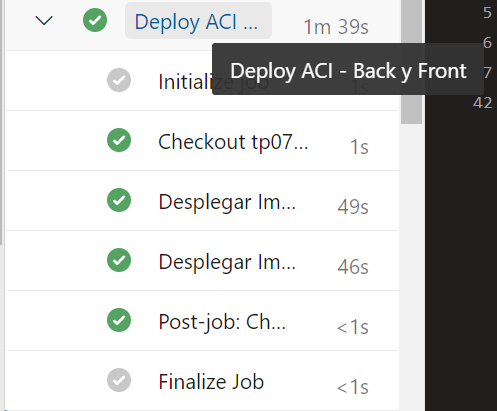 Deploy ACI ...
1m 39s
Deploy ACI - Back y Front
Initialize Job
Checkout tp07...
1s
Desplegar Im...
49s
Desplegar Im...
46s
Post-job: Ch...
<1s
Finalize Job
<1s
5
6
7
42